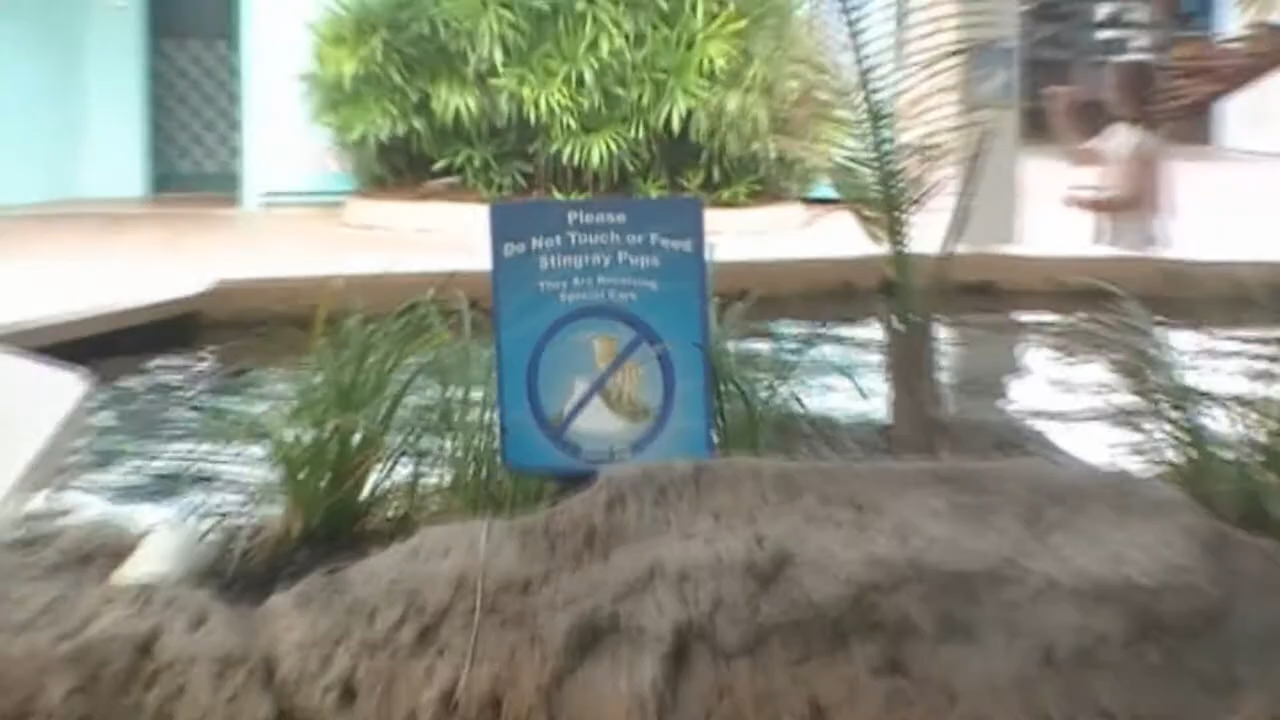 Please
Do Not Touch or Feed
Stingray Pups
They Are Receiving
Special Care